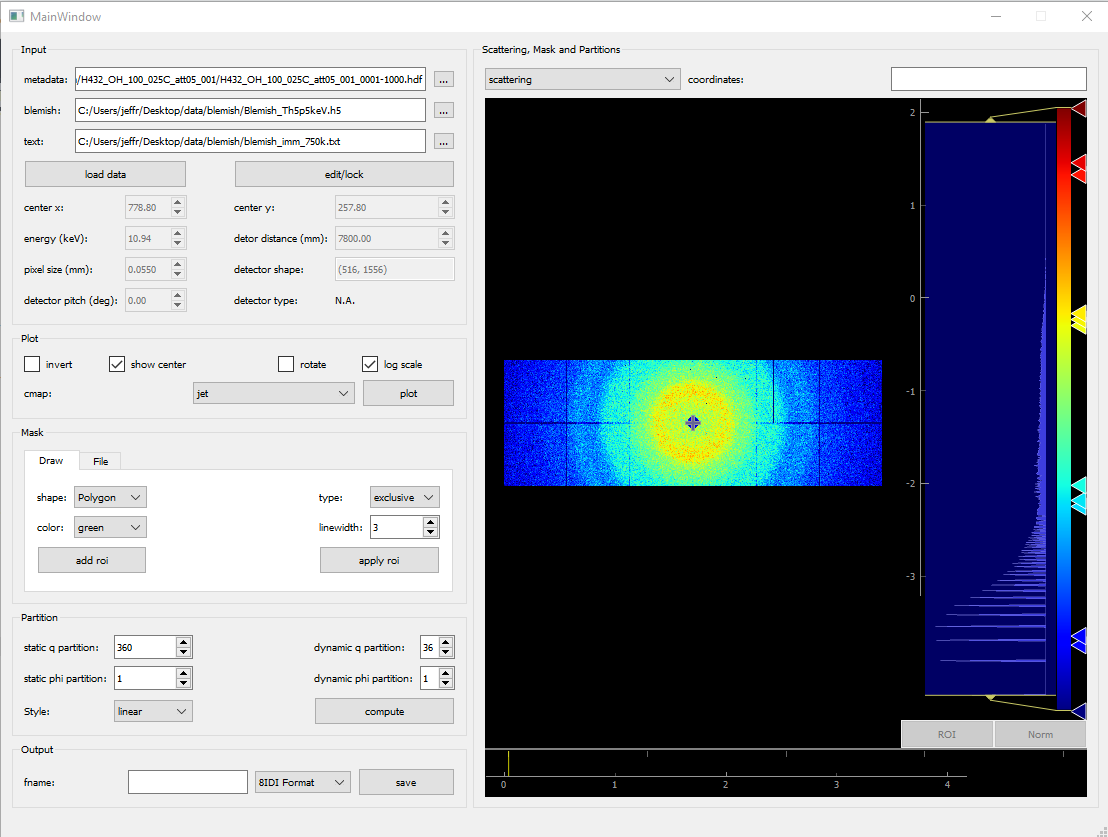 MainWindow
Input
metadata: )/H432_OH_100_025C_att05_001/H432_OH_100_025C_att05_001_0001-1000.hdf ...
blemish: C:/Users/jeffr/Desktop/data/blemish/Blemish_Th5p5keV.h5 ...
text: C:/Users/jeffr/Desktop/data/blemish/blemish_imm_750k.txt ...
load data edit/lock
center x: 778.80 center y: 257.80
energy (keV): 10.94 detor distance (mm): 7800.00
pixel size (mm): 0.0550 detector shape: (516, 1556)
detector pitch (deg): 0.00 detector type: N.A.
Plot
invert show center rotate log scale
cmap: jet plot
Mask
Draw File
shape: Polygon type: exclusive
color: green linewidth: 3
add roi apply roi
Partition
static q partition: 360 dynamic q partition: 36
static phi partition: 1 dynamic phi partition: 1
Style: linear compute
Output
fname: 8IDI Format save
Scattering, Mask and Partitions
scattering coordinates:
2
1
0
-1
-2
-3
ROI Norm
0 1 2 3 4